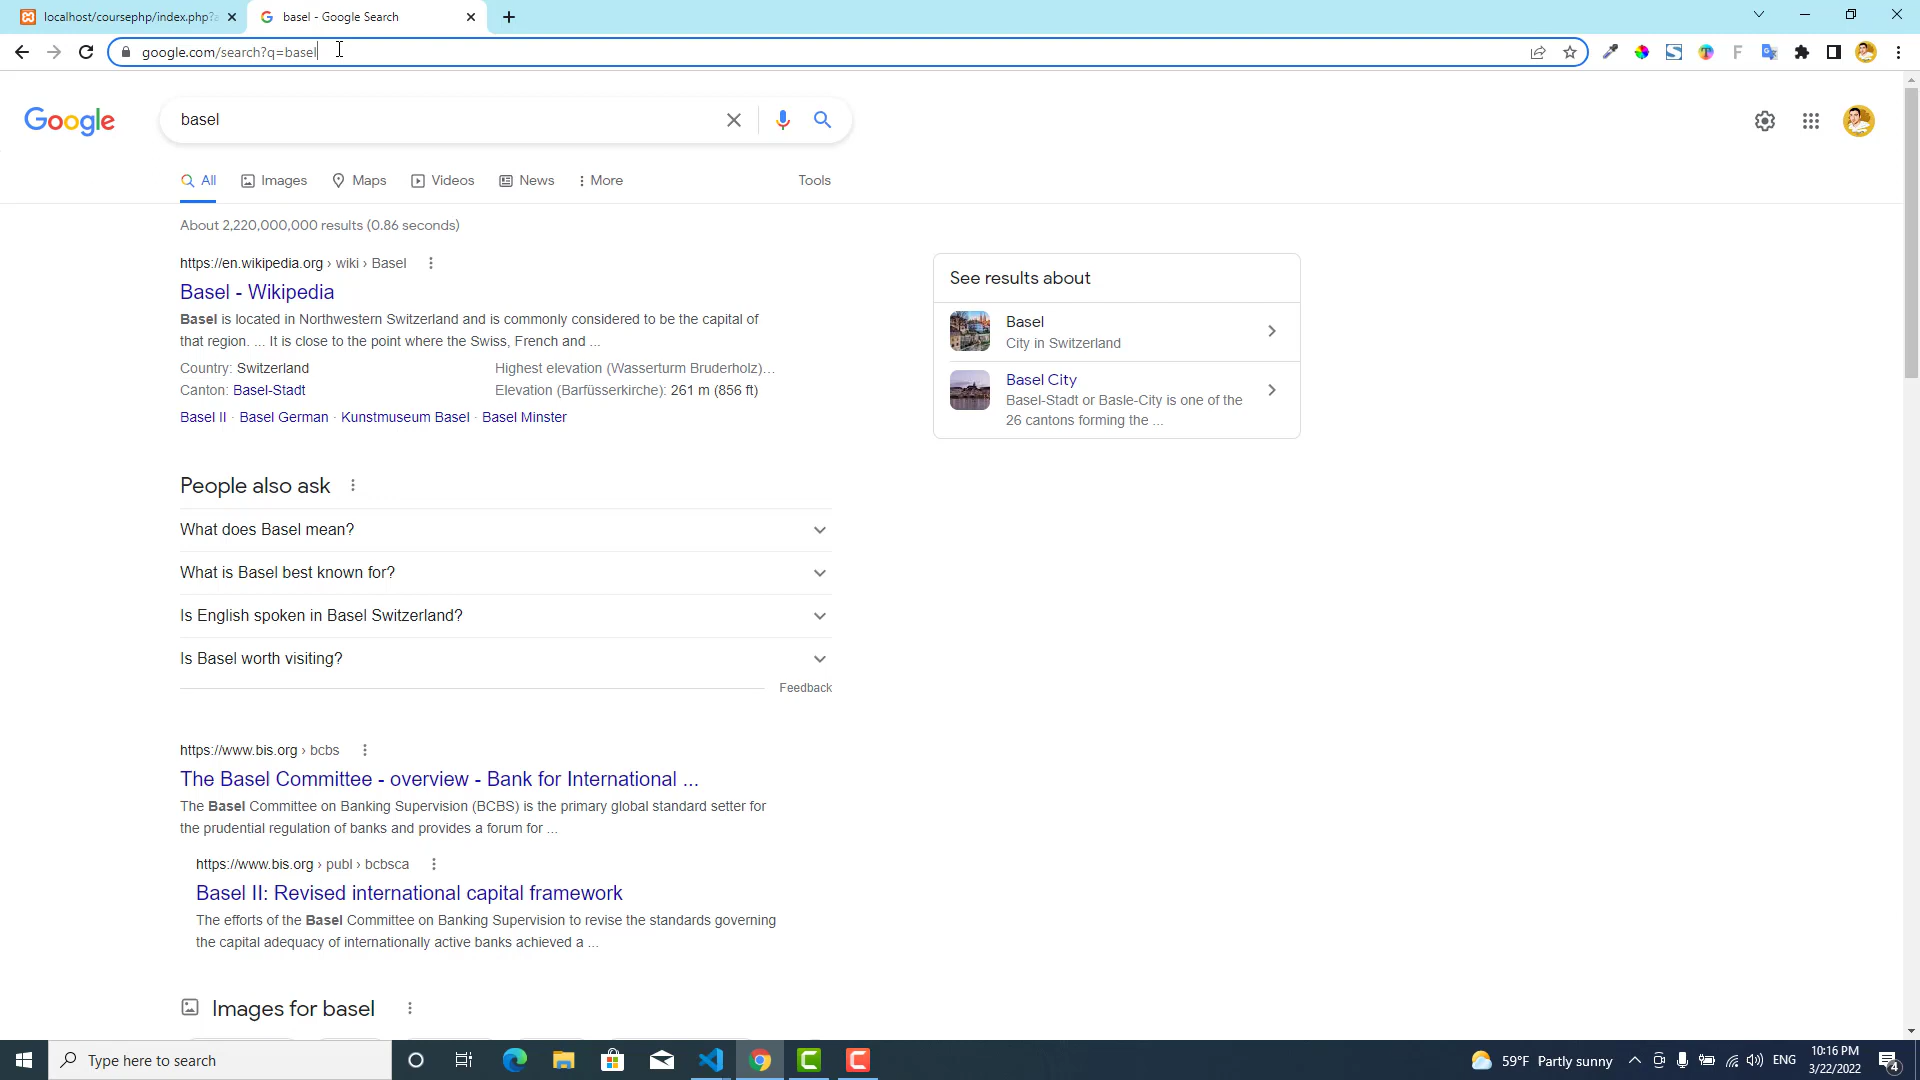 localhost/coursephp/index.php?
basel - Google Search
google.com/search?q=basel
Google
basel
All
Images
Maps
Videos
News
More
Tools
About 2,220,000,000 results (0.86 seconds)
https://en.wikipedia.org › wiki › Basel
Basel - Wikipedia
Basel is located in Northwestern Switzerland and is commonly considered to be the capital of
that region. ... It is close to the point where the Swiss, French and ...
Country: Switzerland
Highest elevation (Wasserturm Bruderholz)...
Canton: Basel-Stadt
Elevation (Barfüsserkirche): 261 m (856 ft)
Basel II · Basel German · Kunstmuseum Basel · Basel Minster
See results about
Basel
City in Switzerland
Basel City
Basel-Stadt or Basle-City is one of the
26 cantons forming the ...
People also ask
What does Basel mean?
What is Basel best known for?
Is English spoken in Basel Switzerland?
Is Basel worth visiting?
Feedback
https://www.bis.org › bcbs
The Basel Committee - overview - Bank for International ...
The Basel Committee on Banking Supervision (BCBS) is the primary global standard setter for
the prudential regulation of banks and provides a forum for ...
https://www.bis.org › publ › bcbsca
Basel II: Revised international capital framework
The efforts of the Basel Committee on Banking Supervision to revise the standards governing
the capital adequacy of internationally active banks achieved a ...
Images for basel
Type here to search
59°F Partly sunny
ENG
10:16 PM
3/22/2022
4